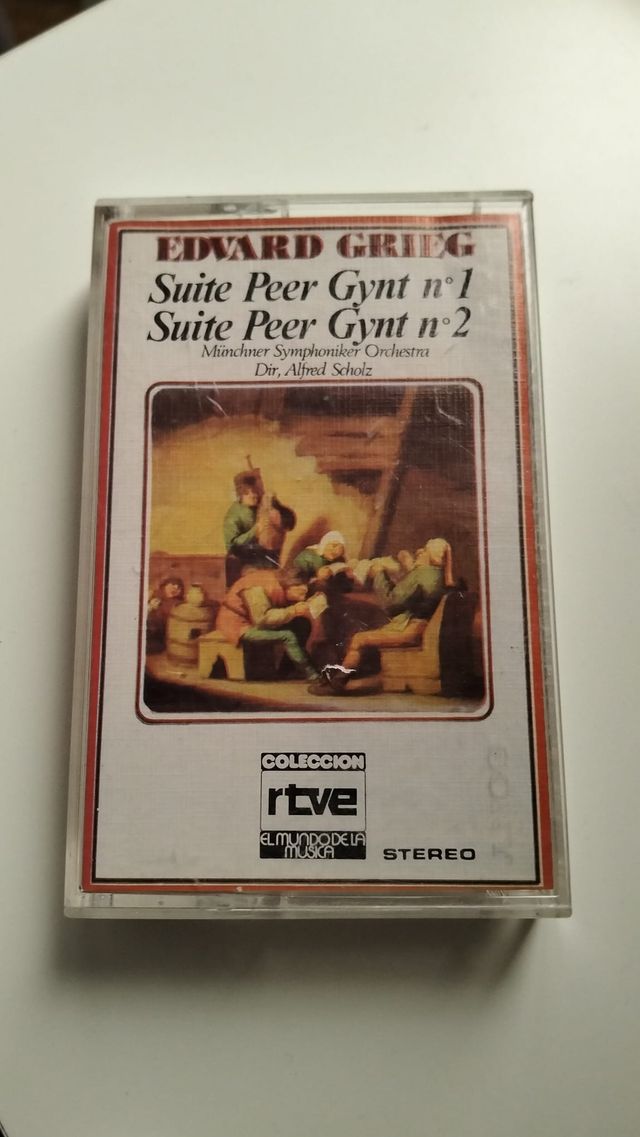 EDVARD GRIEG
Suite Peer Gynt n°1
Suite Peer Gynt n°2
Münchner Symphoniker Orchestra
Dir, Alfred Scholz
COLECCION
rtve
EL MUNDO DE LA
MUSICA
STEREO